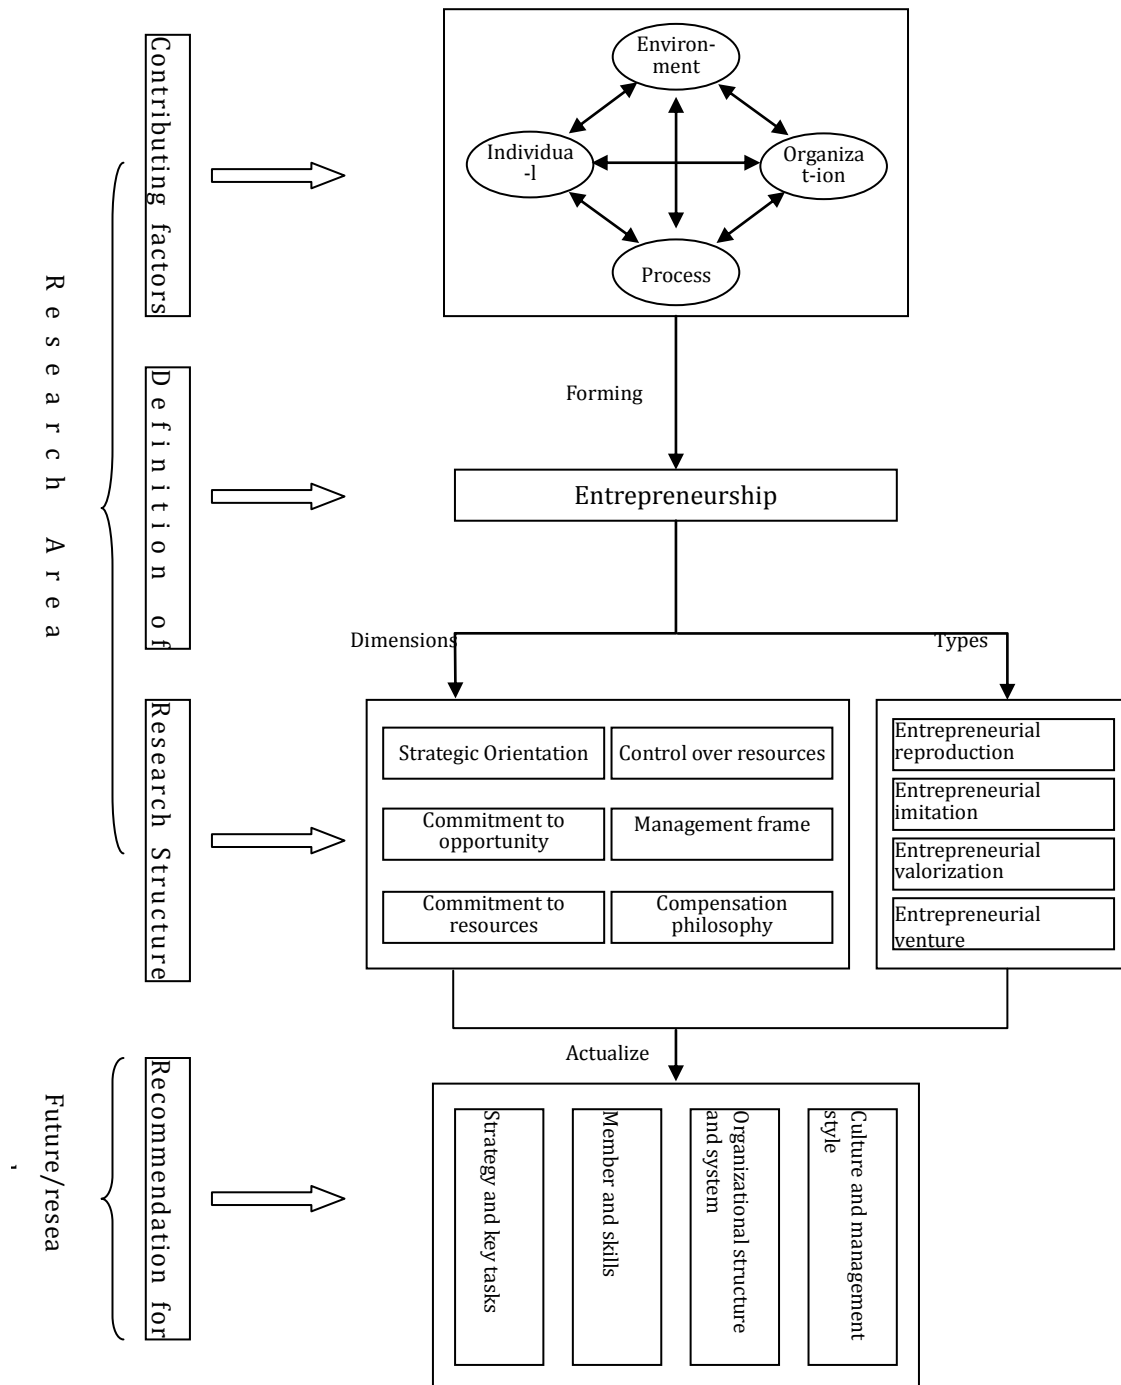 Contributing factors
Environ-
ment
Individua
-l
Organizat
t-ion
Process
Research Area
Forming
Definition of
Entrepreneurship
Dimensions
Types
Research Structure
Strategic Orientation
Control over resources
Commitment to
opportunity
Management frame
Commitment to
resources
Compensation
philosophy
Entrepreneurial
reproduction
Entrepreneurial
imitation
Entrepreneurial
valorization
Entrepreneurial
venture
Actualize
Future/resea
Recommendation for
Strategy and key tasks
Member and skills
Organizational structure
and system
Culture and management
style